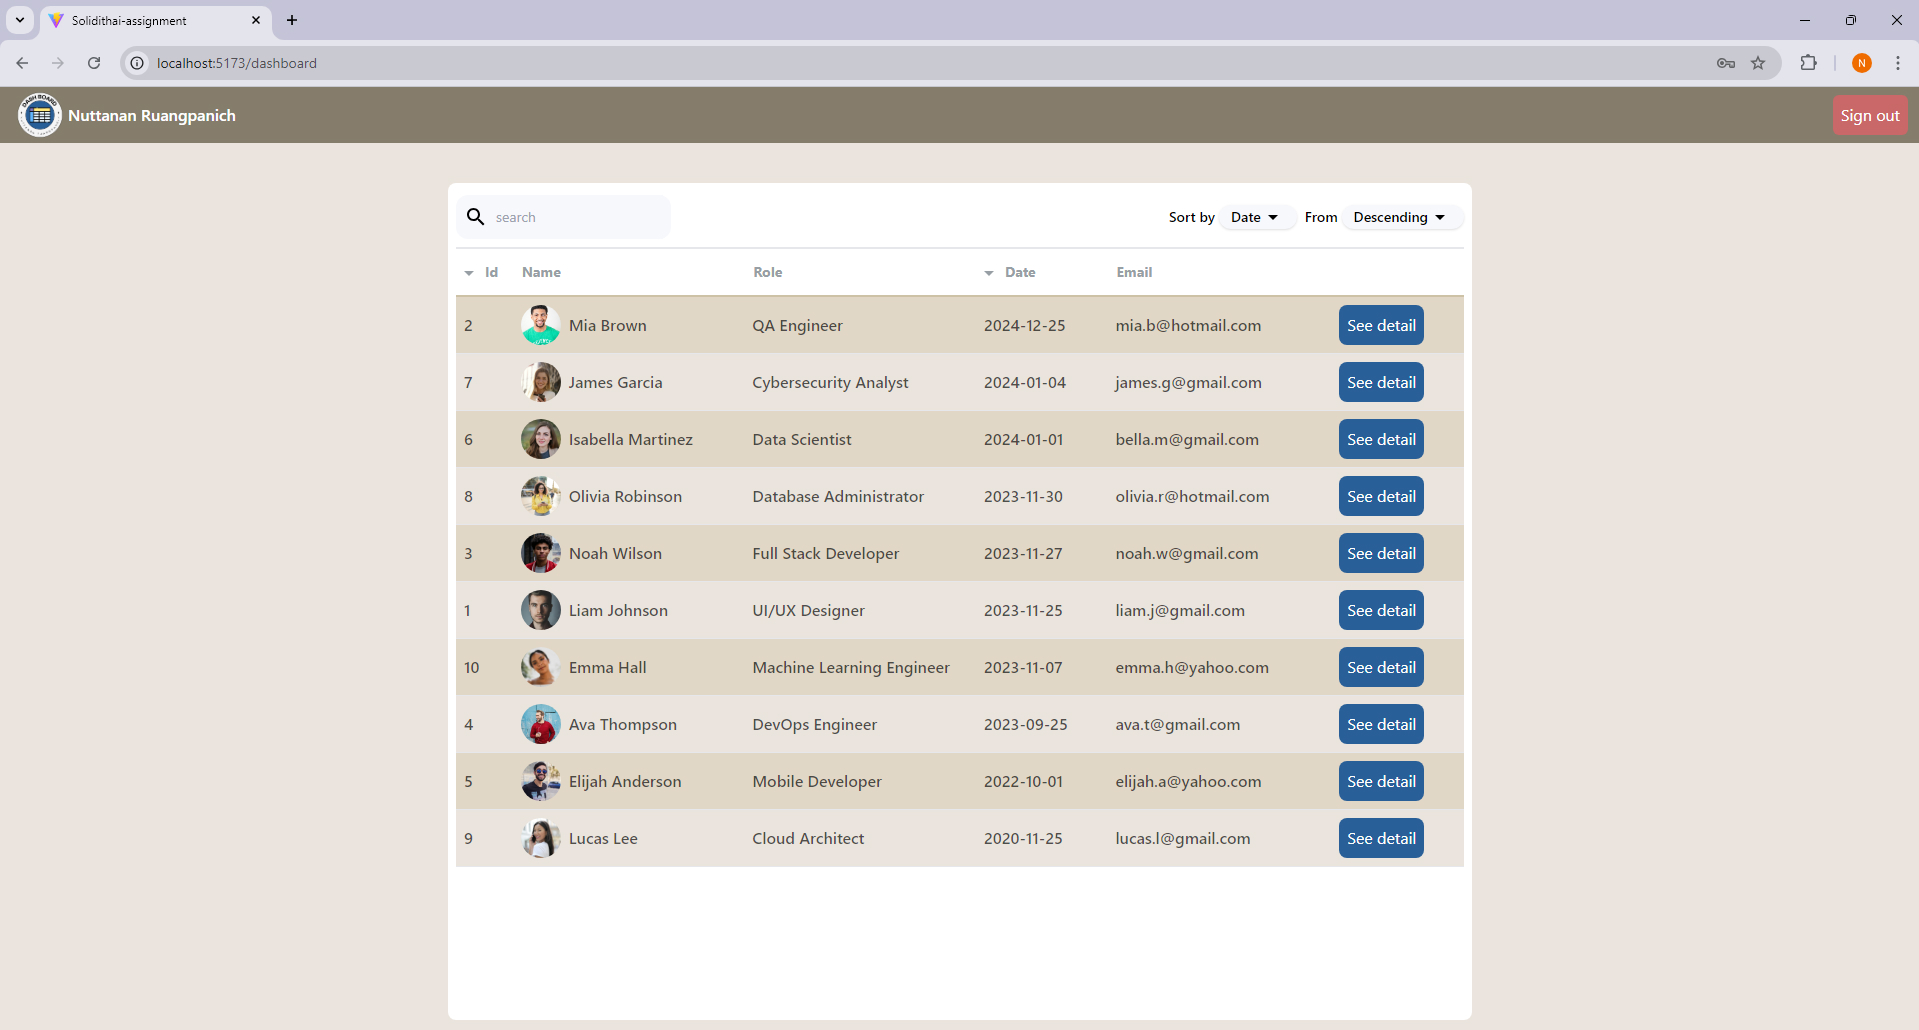 Solidithai-assignment
localhost:5173/dashboard
N
DASH BOARD
Nuttanan Ruangpanich
Sign out
search
Sort by Date From Descending
Id Name Role Date Email
2 Mia Brown QA Engineer 2024-12-25 mia.b@hotmail.com See detail
7 James Garcia Cybersecurity Analyst 2024-01-04 james.g@gmail.com See detail
6 Isabella Martinez Data Scientist 2024-01-01 bella.m@gmail.com See detail
8 Olivia Robinson Database Administrator 2023-11-30 olivia.r@hotmail.com See detail
3 Noah Wilson Full Stack Developer 2023-11-27 noah.w@gmail.com See detail
1 Liam Johnson UI/UX Designer 2023-11-25 liam.j@gmail.com See detail
10 Emma Hall Machine Learning Engineer 2023-11-07 emma.h@yahoo.com See detail
4 Ava Thompson DevOps Engineer 2023-09-25 ava.t@gmail.com See detail
5 Elijah Anderson Mobile Developer 2022-10-01 elijah.a@yahoo.com See detail
9 Lucas Lee Cloud Architect 2020-11-25 lucas.l@gmail.com See detail